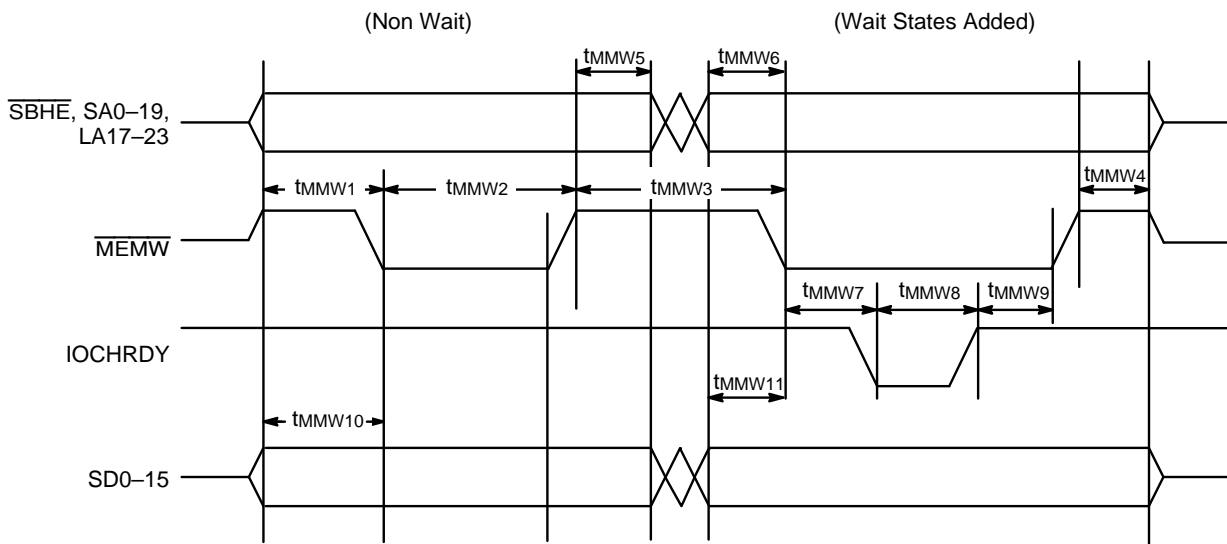 (Non Wait)
(Wait States Added)
tMMW5
tMMW6
SBHE, SA0–19,
LA17–23
tMMW1
tMMW2
tMMW3
tMMW4
MEMW
tMMW7
tMMW8
tMMW9
IOCHRDY
tMMW11
tMMW10
SD0–15